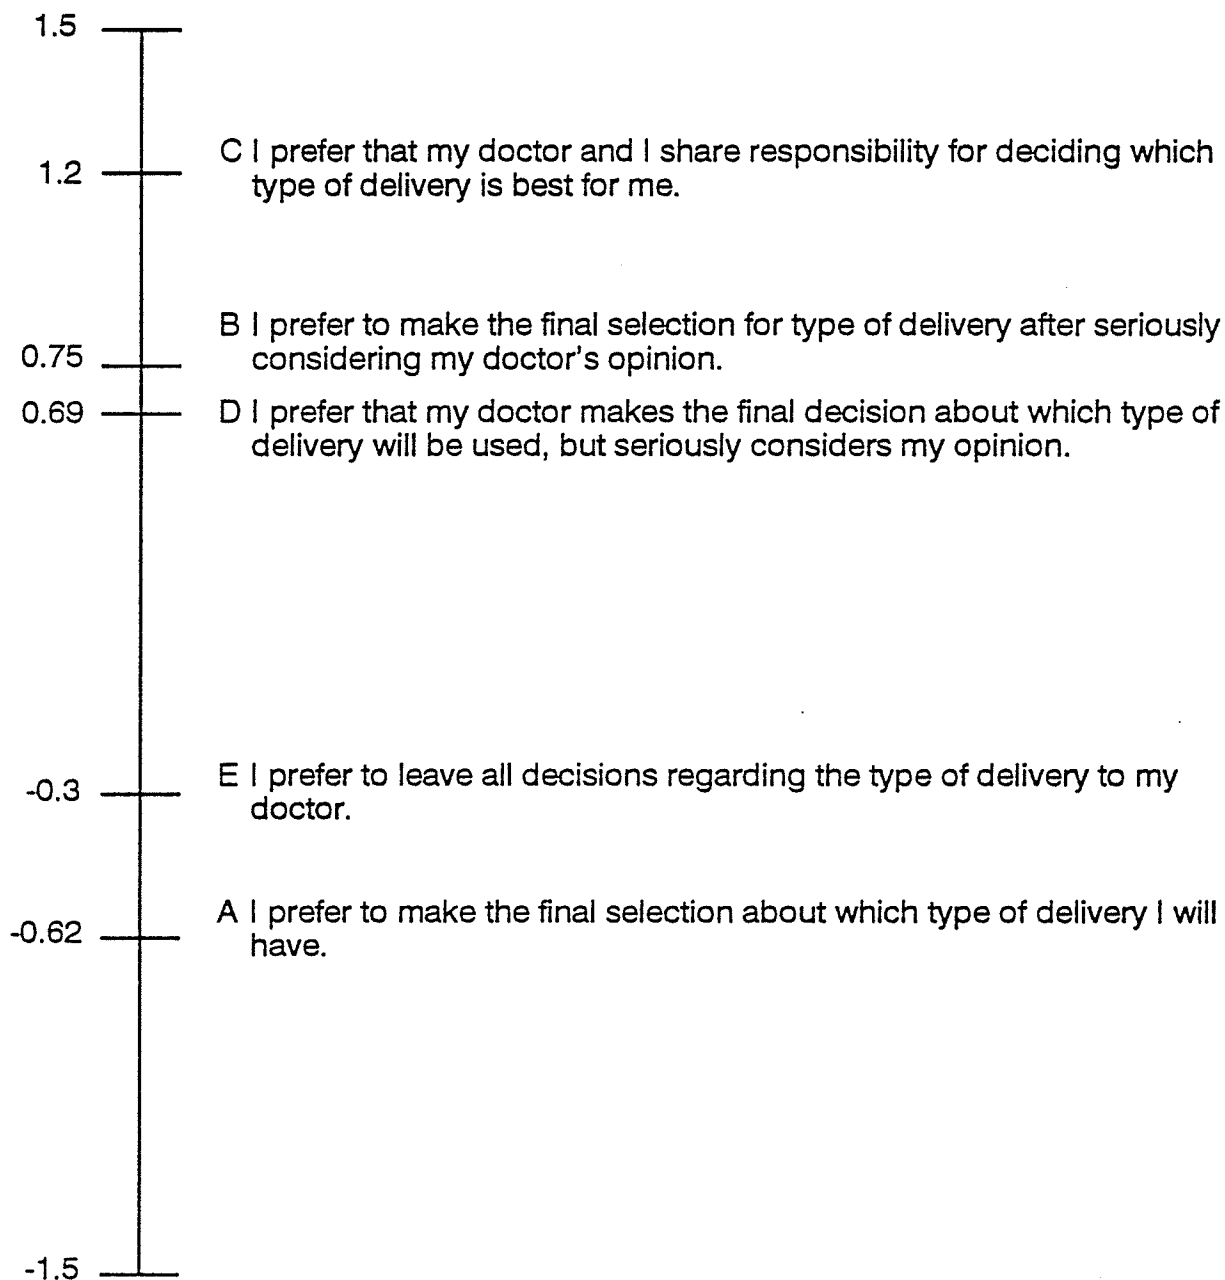 1.5
1.2
C I prefer that my doctor and I share responsibility for deciding which
type of delivery is best for me.
B I prefer to make the final selection for type of delivery after seriously
0.75
considering my doctor's opinion.
0.69
D I prefer that my doctor makes the final decision about which type of
delivery will be used, but seriously considers my opinion.
-0.3
E I prefer to leave all decisions regarding the type of delivery to my
doctor.
-0.62
A I prefer to make the final selection about which type of delivery I will
have.
-1.5